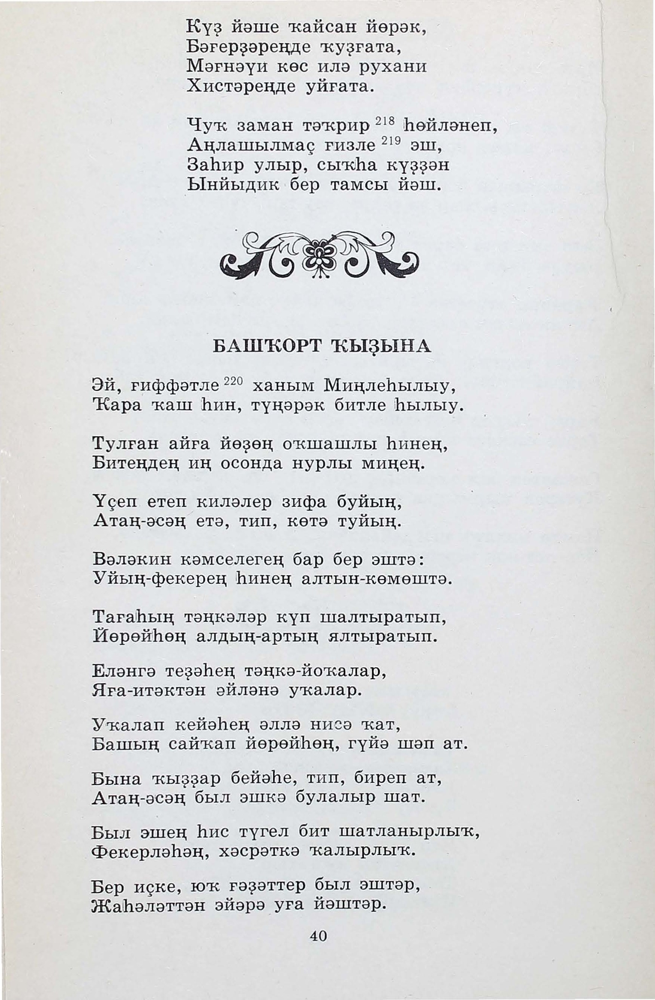 Күҙ йәше ҡайсан йөрәк,
Бәғерҙәреңде ҡуҙғата,
Мәғнәүи көс илә рухани
Хистәреңде уйғата.
Чуҡ заман тәҡрир 218 һөйләнеп,
Аңлашылмаҫ гизле 219 эш,
Заһир улыр, сыҡһа күҙҙән
Ынйыдик бер тамсы йәш.
БАШҠОРТ ҠЫҘЫНА
Эй, ғиффәтле 220 ханым Миңлеһылыу,
Ҡара ҡаш һин, түңәрәк битле һылыу.
Тулған айға йөҙөң оҡшашлы һинең,
Битеңдең иң осонда нурлы миңең.
Үҫеп етеп киләлер зифа буйың,
Атаң-әсәң етә, тип, көтә туйың.
Вәләкин кәмселегең бар бер эштә:
Уйың-фекерең һинең алтын-көмөштә.
Тағаһың тәңкәләр күп шалтыратып,
Йөрөйһөң алдың-артың ялтыратып.
Еләнгә теҙәһең тәңкә-йоҡалар,
Яға-итәктән әйләнә уҡалар.
Уҡалап кейәһең әллә нисә ҡат,
Башың сайҡап йөрөйһөң, гүйә шәп ат.
Бына ҡыҙҙар бейәһе, тип, биреп ат,
Атаң-әсәң был эшкә булалыр шат.
Был эшең һис түгел бит шатланырлыҡ,
Фекерләһәң, хәсрәткә ҡалырлыҡ.
Бер иҫке, юҡ ғәҙәттер был эштәр,
Жаһәләттән эйәрә уға йәштәр.
40